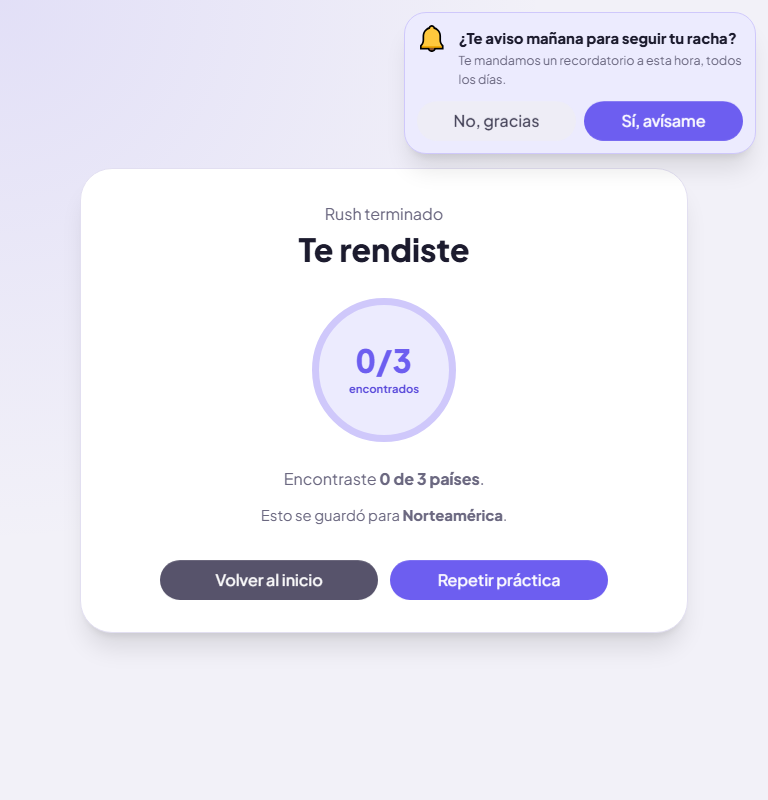 ¿Te aviso mañana para seguir tu racha?
Te mandamos un recordatorio a esta hora, todos
los días.
No, gracias
Sí, avísame
Rush terminado
Te rendiste
0/3
encontrados
Encontraste 0 de 3 países.
Esto se guardó para Norteamérica.
Volver al inicio
Repetir práctica